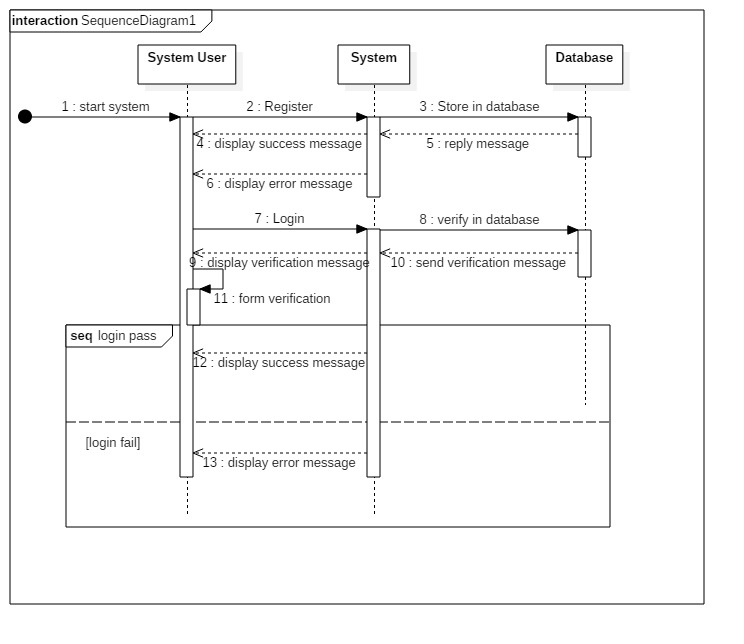 interaction SequenceDiagram1
System User
System
Database
1 : start system
2 : Register
3 : Store in database
4 : display success message
5 : reply message
6 : display error message
7 : Login
8 : verify in database
9 : display verification message
10 : send verification message
11 : form verification
seq login pass
12 : display success message
[login fail]
13 : display error message